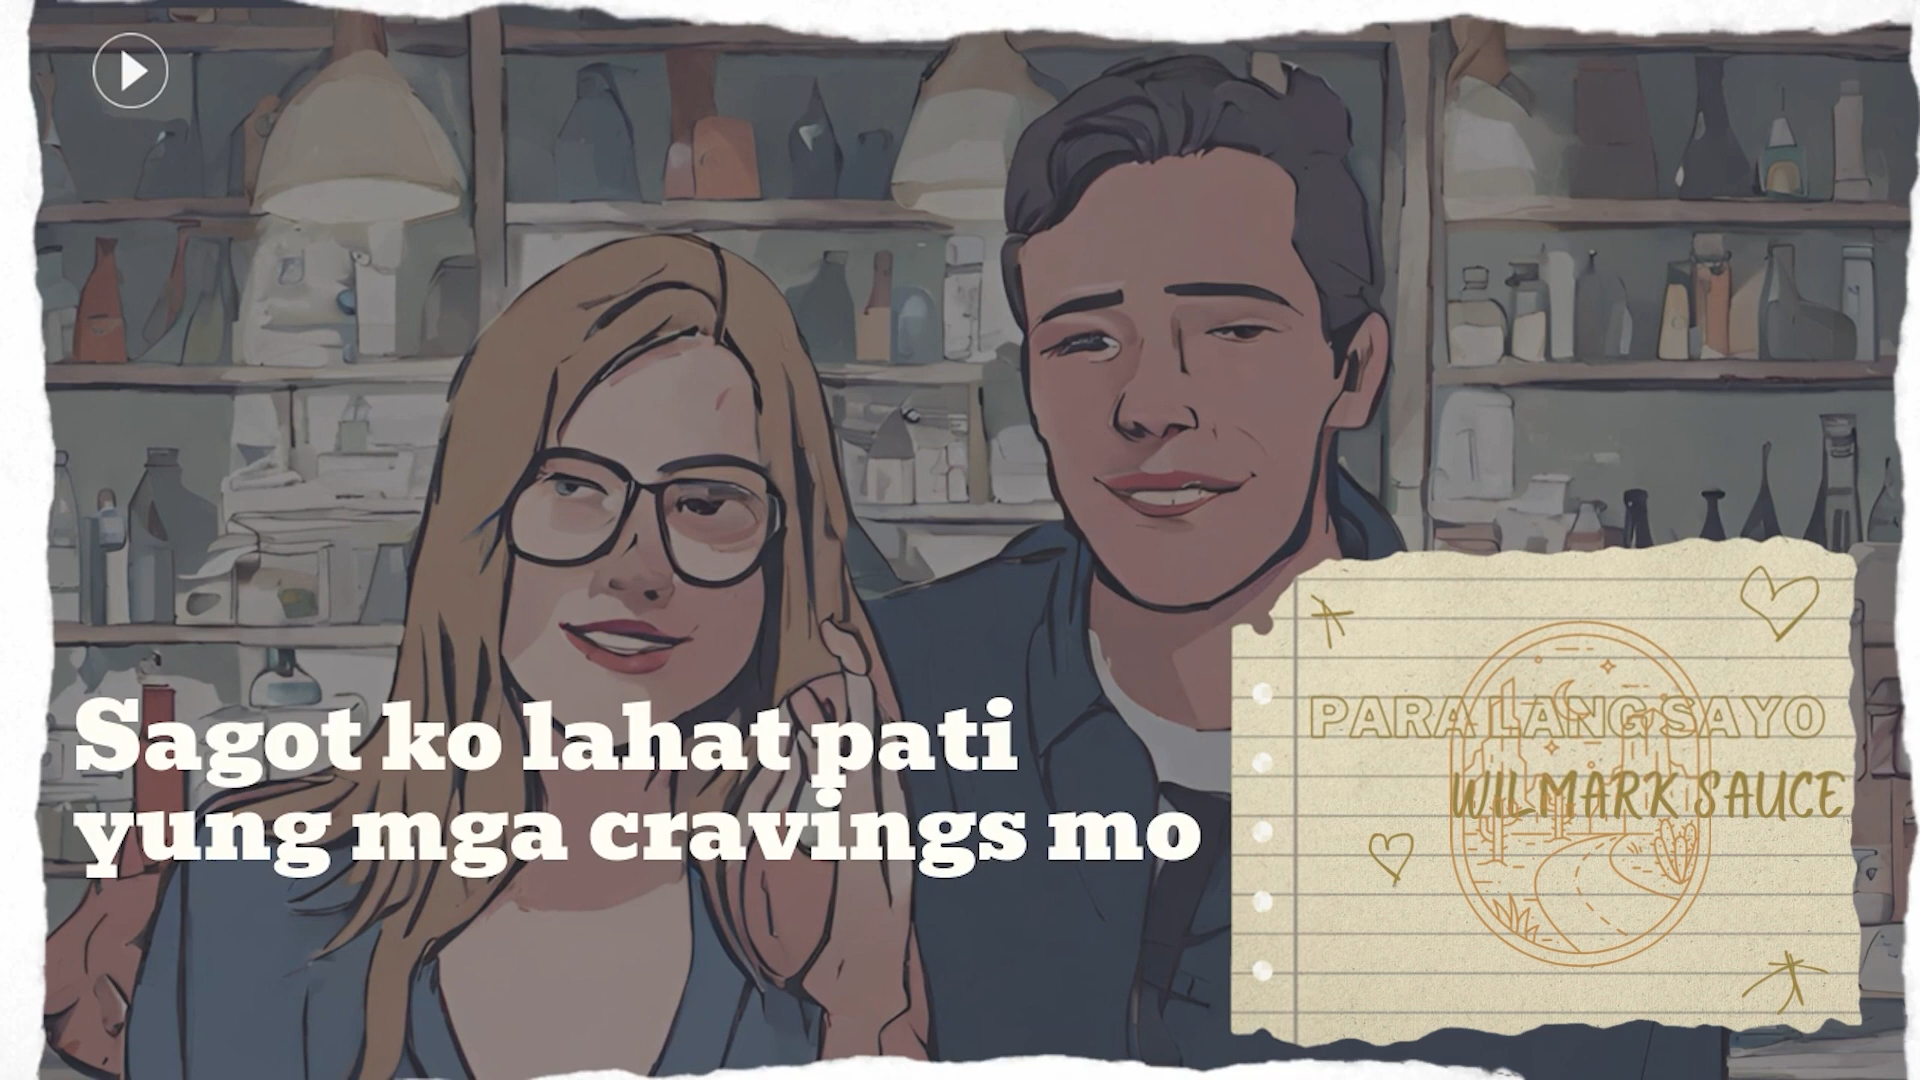 Sagot ko lahat pati
yung mga cravings mo
PARA LANG SAYO
WILMARK SAUCE